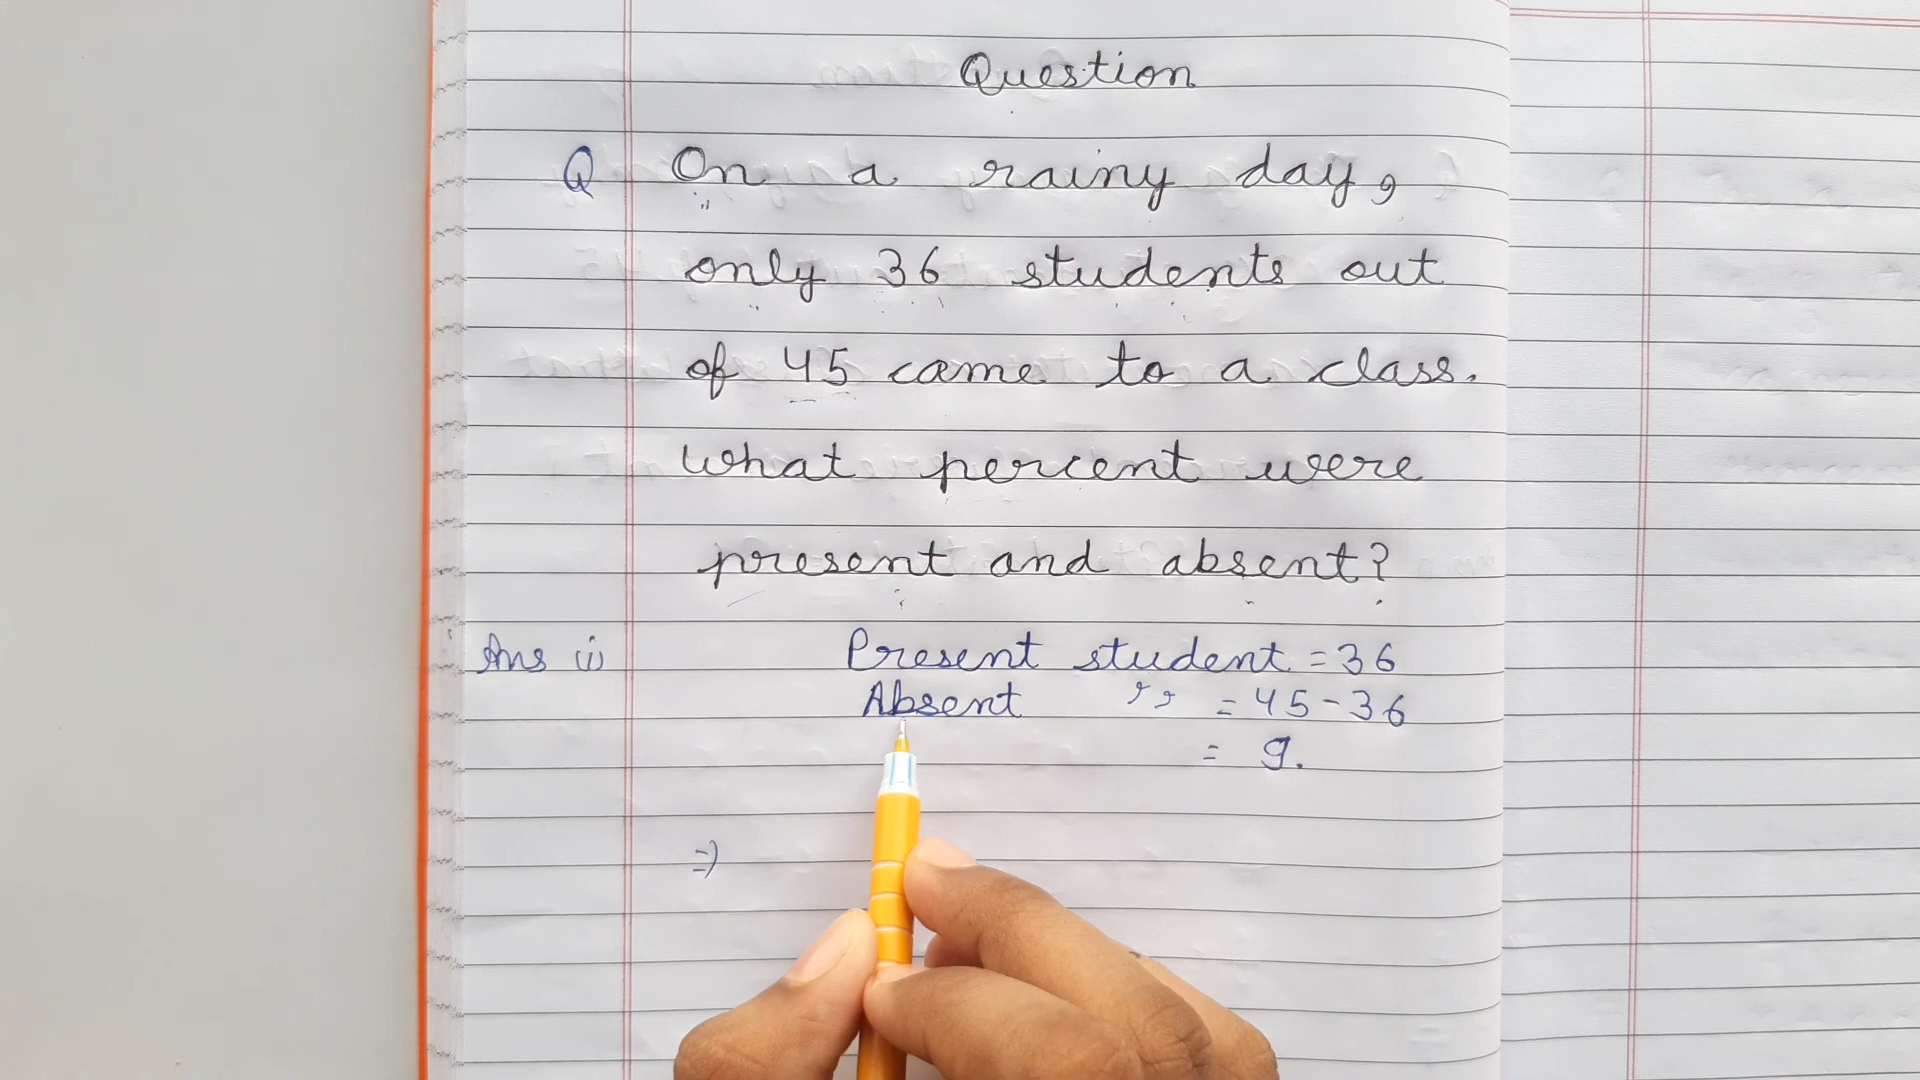 Question
Q On a rainy day,
only 36 students out
of 45 came to a class.
what percent were
present and absent?
Ans (i) Present student = 36
Absent " = 45 - 36
= 9.
⇒